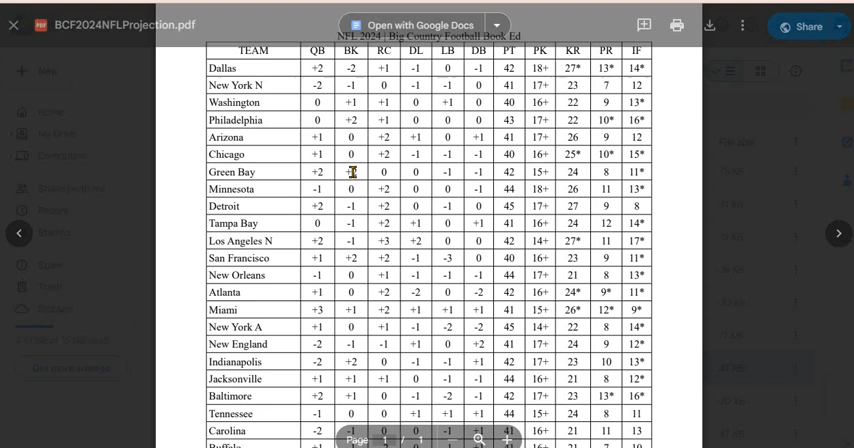 BCF2024NFLProjection.pdf
Open with Google Docs
Share
NFL 2024 | Big Country Football Book Ed
TEAM QB BK RC DL LB DB PT PK KR PR IF
Dallas +2 -2 +1 -1 0 -1 42 18+ 27* 13* 14*
New York N -2 -1 0 -1 -1 0 41 17+ 23 7 12
Washington 0 +1 +1 0 +1 0 40 16+ 22 9 13*
Philadelphia 0 +2 +1 0 0 0 43 17+ 22 10* 16*
Arizona +1 0 +2 +1 0 +1 41 17+ 26 9 12
Chicago +1 0 +2 -1 -1 -1 40 16+ 25* 10* 15*
Green Bay +2 0 0 -1 -1 42 15+ 24 8 11*
Minnesota -1 0 +2 0 0 -1 44 18+ 26 11 13*
Detroit +2 -1 +2 0 -1 0 45 17+ 27 9 8
Tampa Bay 0 -1 +2 +1 0 +1 41 16+ 24 12 14*
Los Angeles N +2 -1 +3 +2 0 0 42 14+ 27* 11 17*
San Francisco +1 +2 +2 -1 -3 0 40 16+ 23 9 11*
New Orleans -1 0 +1 -1 -1 -1 44 17+ 21 8 13*
Atlanta +1 0 +2 -2 0 -2 42 16+ 24* 9* 11*
Miami +3 +1 +2 +1 +1 +1 41 15+ 26* 12* 9*
New York A +1 0 +1 -1 -2 -2 45 14+ 22 8 14*
New England -2 -1 -1 +1 0 +2 41 17+ 24 9 12*
Indianapolis -2 +2 0 -1 -1 +1 42 17+ 23 10 13*
Jacksonville +1 +1 +1 0 -1 -1 44 16+ 21 8 12*
Baltimore +2 +1 0 -1 -2 -1 42 17+ 23 13* 16*
Tennessee -1 0 0 +1 +1 +1 44 15+ 24 8 11
Carolina -2 -1 0 0 -1 +1 41 16+ 21 11 13
Page 1 / 1